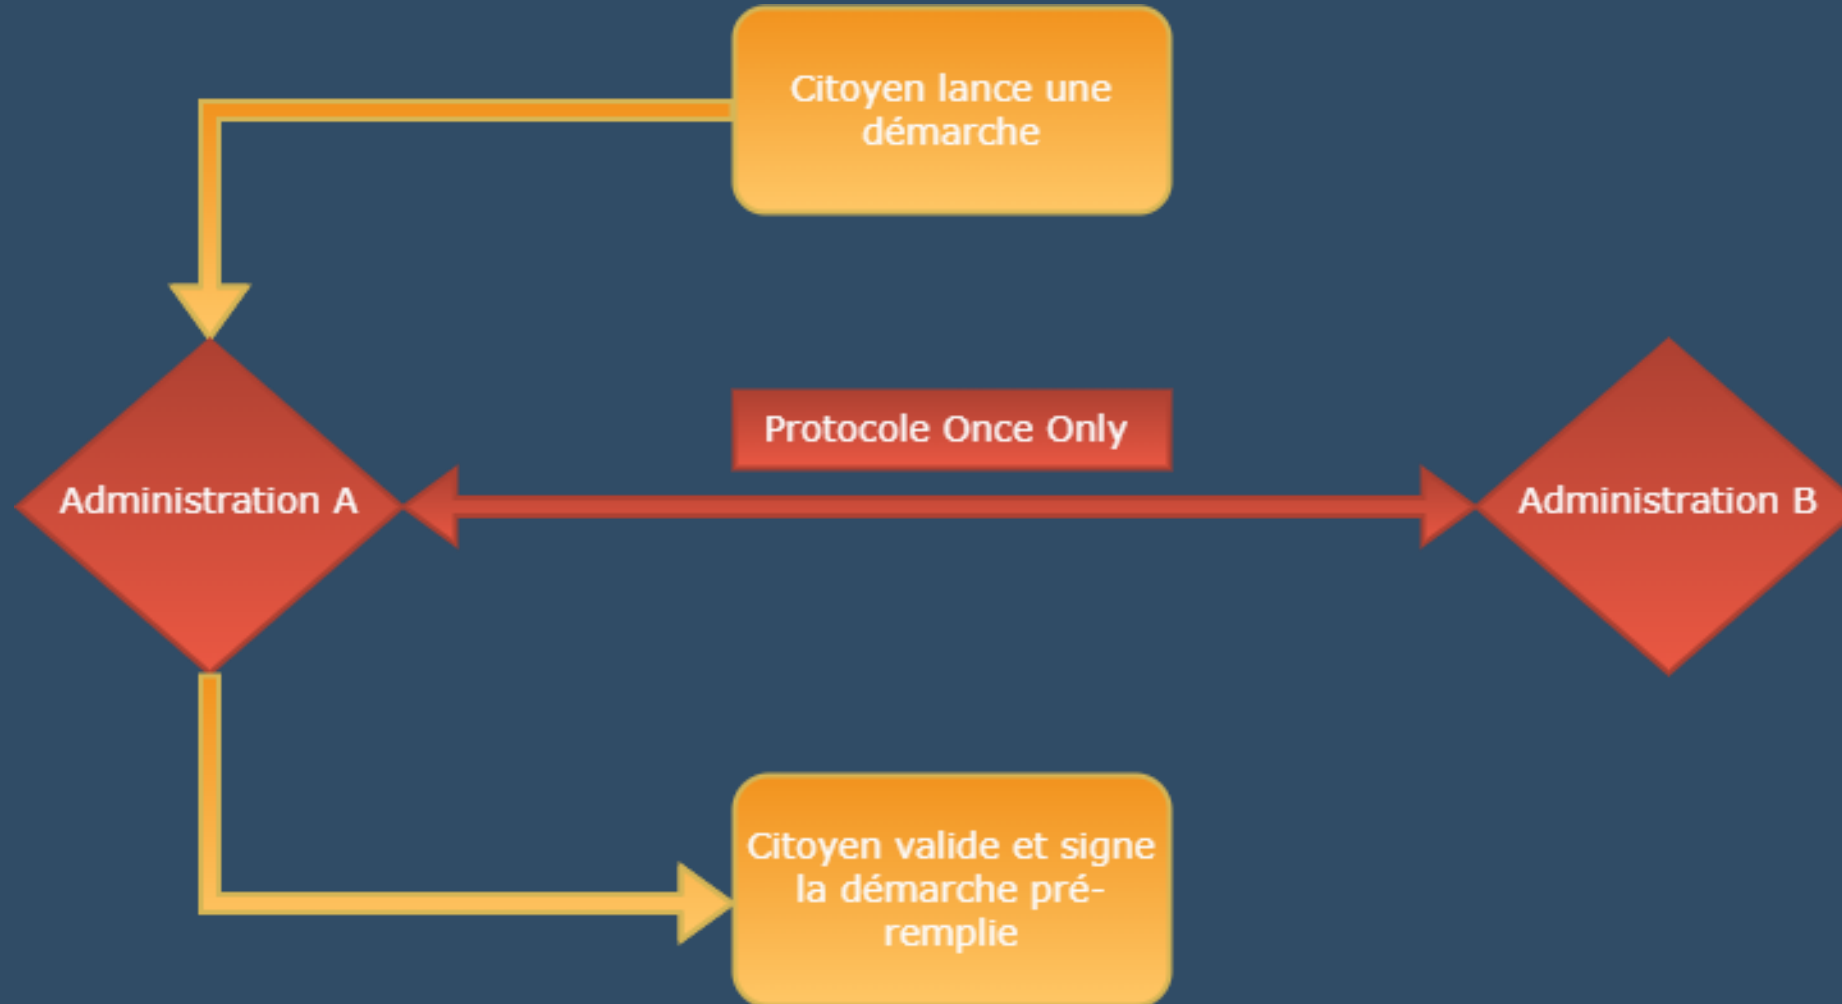 Citoyen lance une
démarche
Protocole Once Only
Administration A
Administration B
Citoyen valide et signe
la démarche pré-
remplie